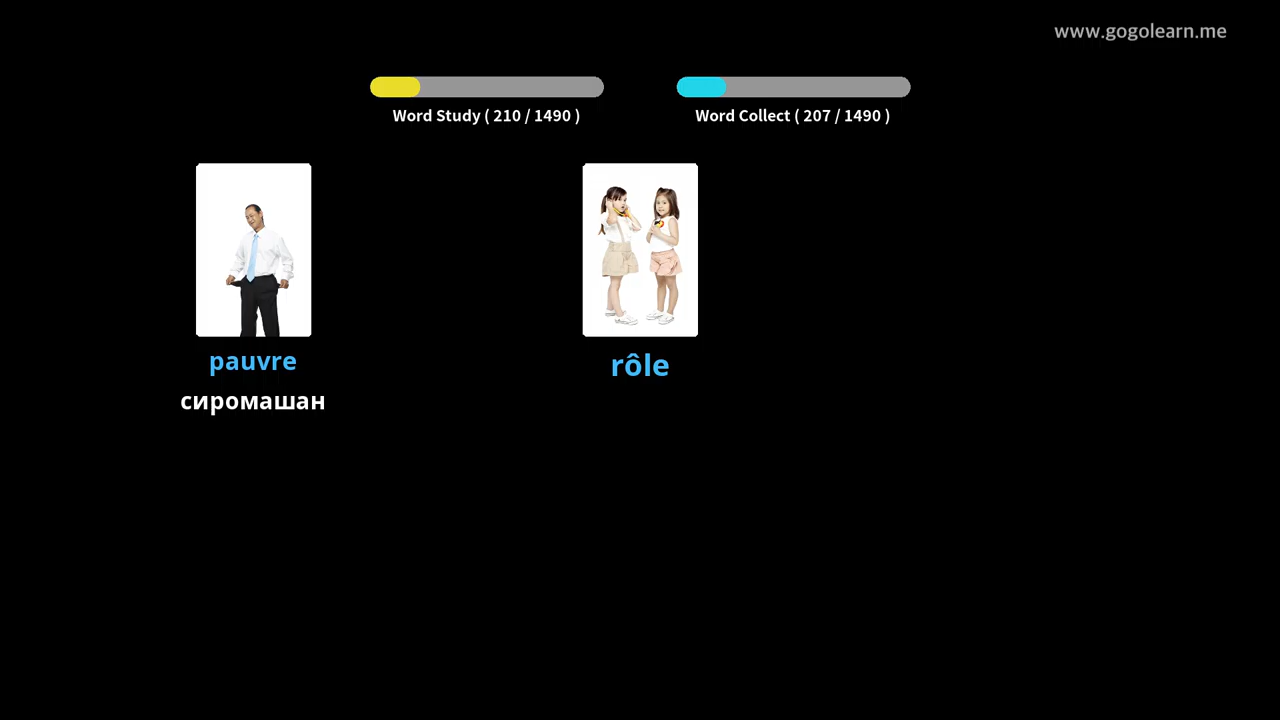 www.gogolearn.me
Word Study ( 210 / 1490 )
Word Collect ( 207 / 1490 )
pauvre
rôle
сиромашан